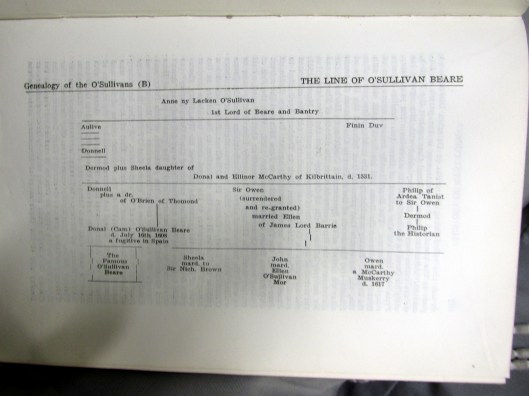 Genealogy of the O'Sullivans (B)
THE LINE OF O'SULLIVAN BEARE
Anne ny Lacken O'Sullivan
1st Lord of Beare and Bantry
Aulive
Finin Duv
Donnell
Dermod plus Sheela daughter of
Donal and Ellinor McCarthy of Kilbrittain, d. 1551.
Donnell
plus a dr.
of O'Brien of Thomond
Donal (Cam) O'Sullivan Beare
d. July 16th 1608
a fugitive in Spain
Sir Owen
(surrendered
and re-granted)
married Ellen
of James Lord Barrie
Philip of
Ardea Tanist
to Sir Owen
Dermod
Philip
the Historian
The
Famous
O'Sullivan
Beare
Sheela
mard. to
Sir Nich. Brown
John
mard.
Ellen
O'Sullivan
Mor
Owen
mard.
a McCarthy
Muskerry
d. 1617